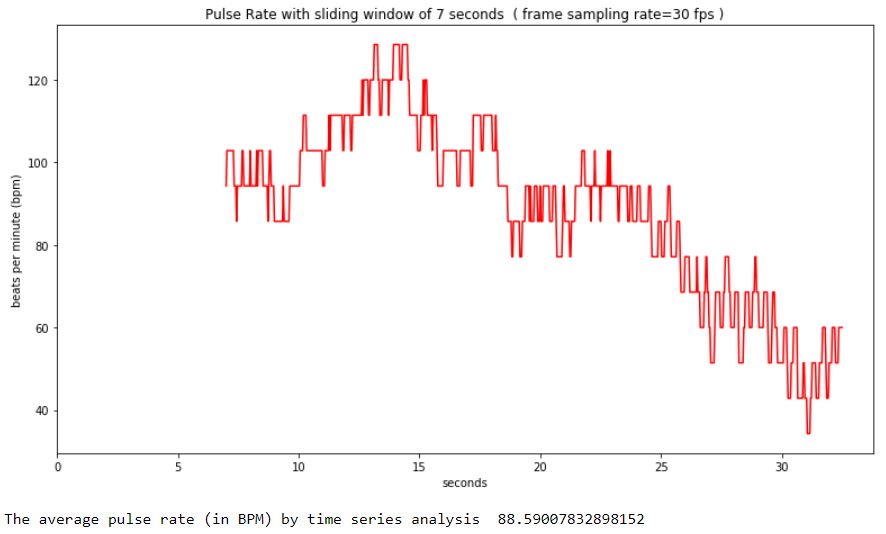 Pulse Rate with sliding window of 7 seconds  ( frame sampling rate=30 fps )
120
100
80
60
40
beats per minute (bpm)
0 5 10 15 20 25 30
seconds
The average pulse rate (in BPM) by time series analysis  88.59007832898152